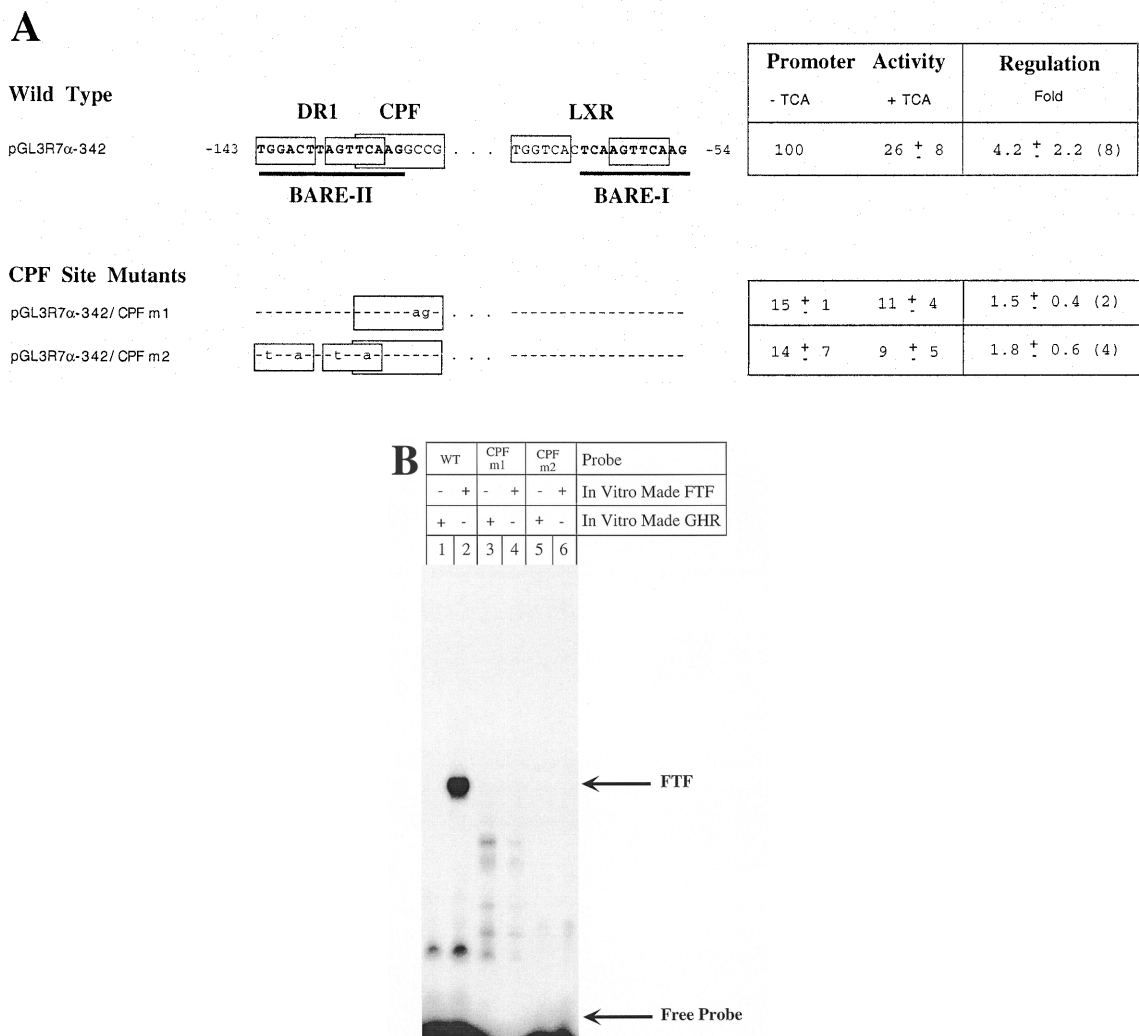 A
Promoter Activity Regulation
- TCA + TCA Fold
Wild Type
DR1 CPF LXR
pGL3R7α-342 -143 TGGACTTAGTTCAAGGCCG . . . TGGTCACTCAAGTTCAAG -54 100 26 ± 8 4.2 ± 2.2 (8)
BARE-II BARE-I
CPF Site Mutants
pGL3R7α-342/ CPF m1 ----------------ag- . . . ------------------ 15 ± 1 11 ± 4 1.5 ± 0.4 (2)
pGL3R7α-342/ CPF m2 -t--a--t--a-------- . . . ------------------ 14 ± 7 9 ± 5 1.8 ± 0.6 (4)
B
WT CPF m1 CPF m2 Probe
- + - + - + In Vitro Made FTF
+ - + - + - In Vitro Made GHR
1 2 3 4 5 6
FTF
Free Probe